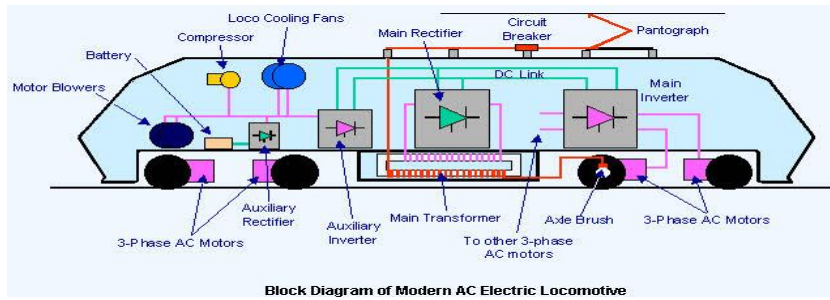 Loco Cooling Fans
Compressor
Battery
Motor Blowers
Main Rectifier
Circuit
Breaker
Pantograph
DC Link
Main
Inverter
3-Phase AC Motors
Auxiliary
Rectifier
Auxiliary
Inverter
Main Transformer
To other 3-phase
AC motors
Axle Brush
3-Phase AC Motors
Block Diagram of Modern AC Electric Locomotive